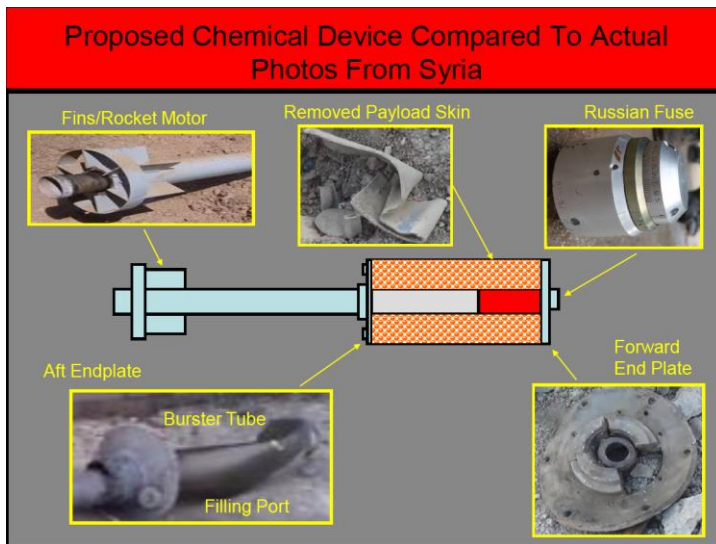 Proposed Chemical Device Compared To Actual
Photos From Syria
Fins/Rocket Motor
Removed Payload Skin
Russian Fuse
Aft Endplate
Forward
End Plate
Burster Tube
Filling Port